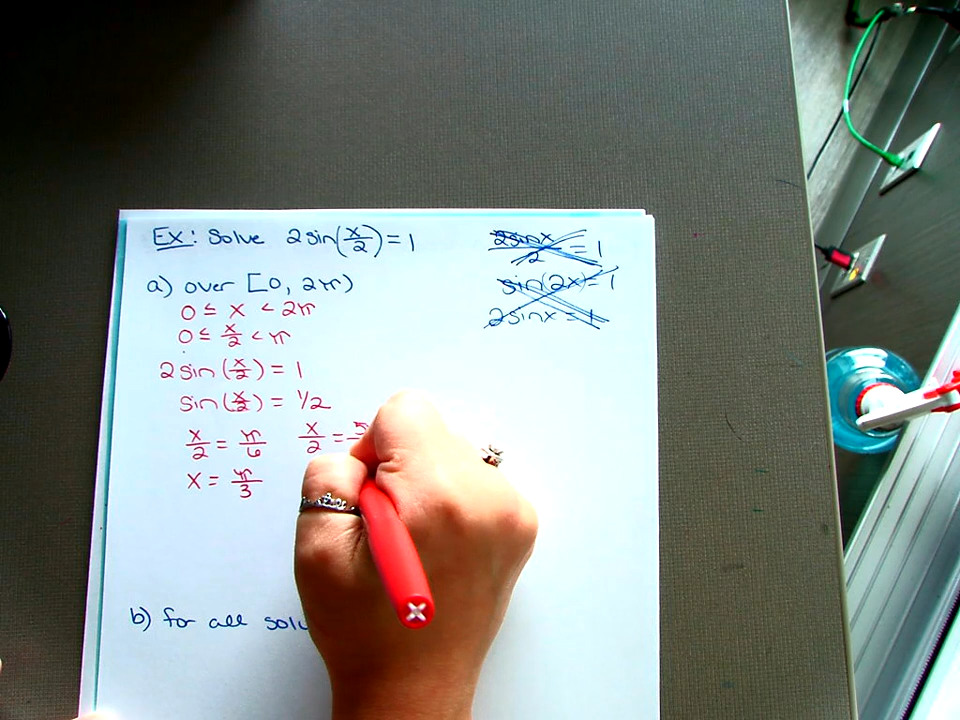 Ex: Solve 2sin(x/2) = 1
a) over [0, 2π)
0 ≤ x < 2π
0 ≤ x/2 < π
2sin(x/2) = 1
sin(x/2) = 1/2
x/2 = π/6 x/2 =
x = π/3
b) for all
2sinx/2 = 1
sin(2x) = 1
2sinx = 1